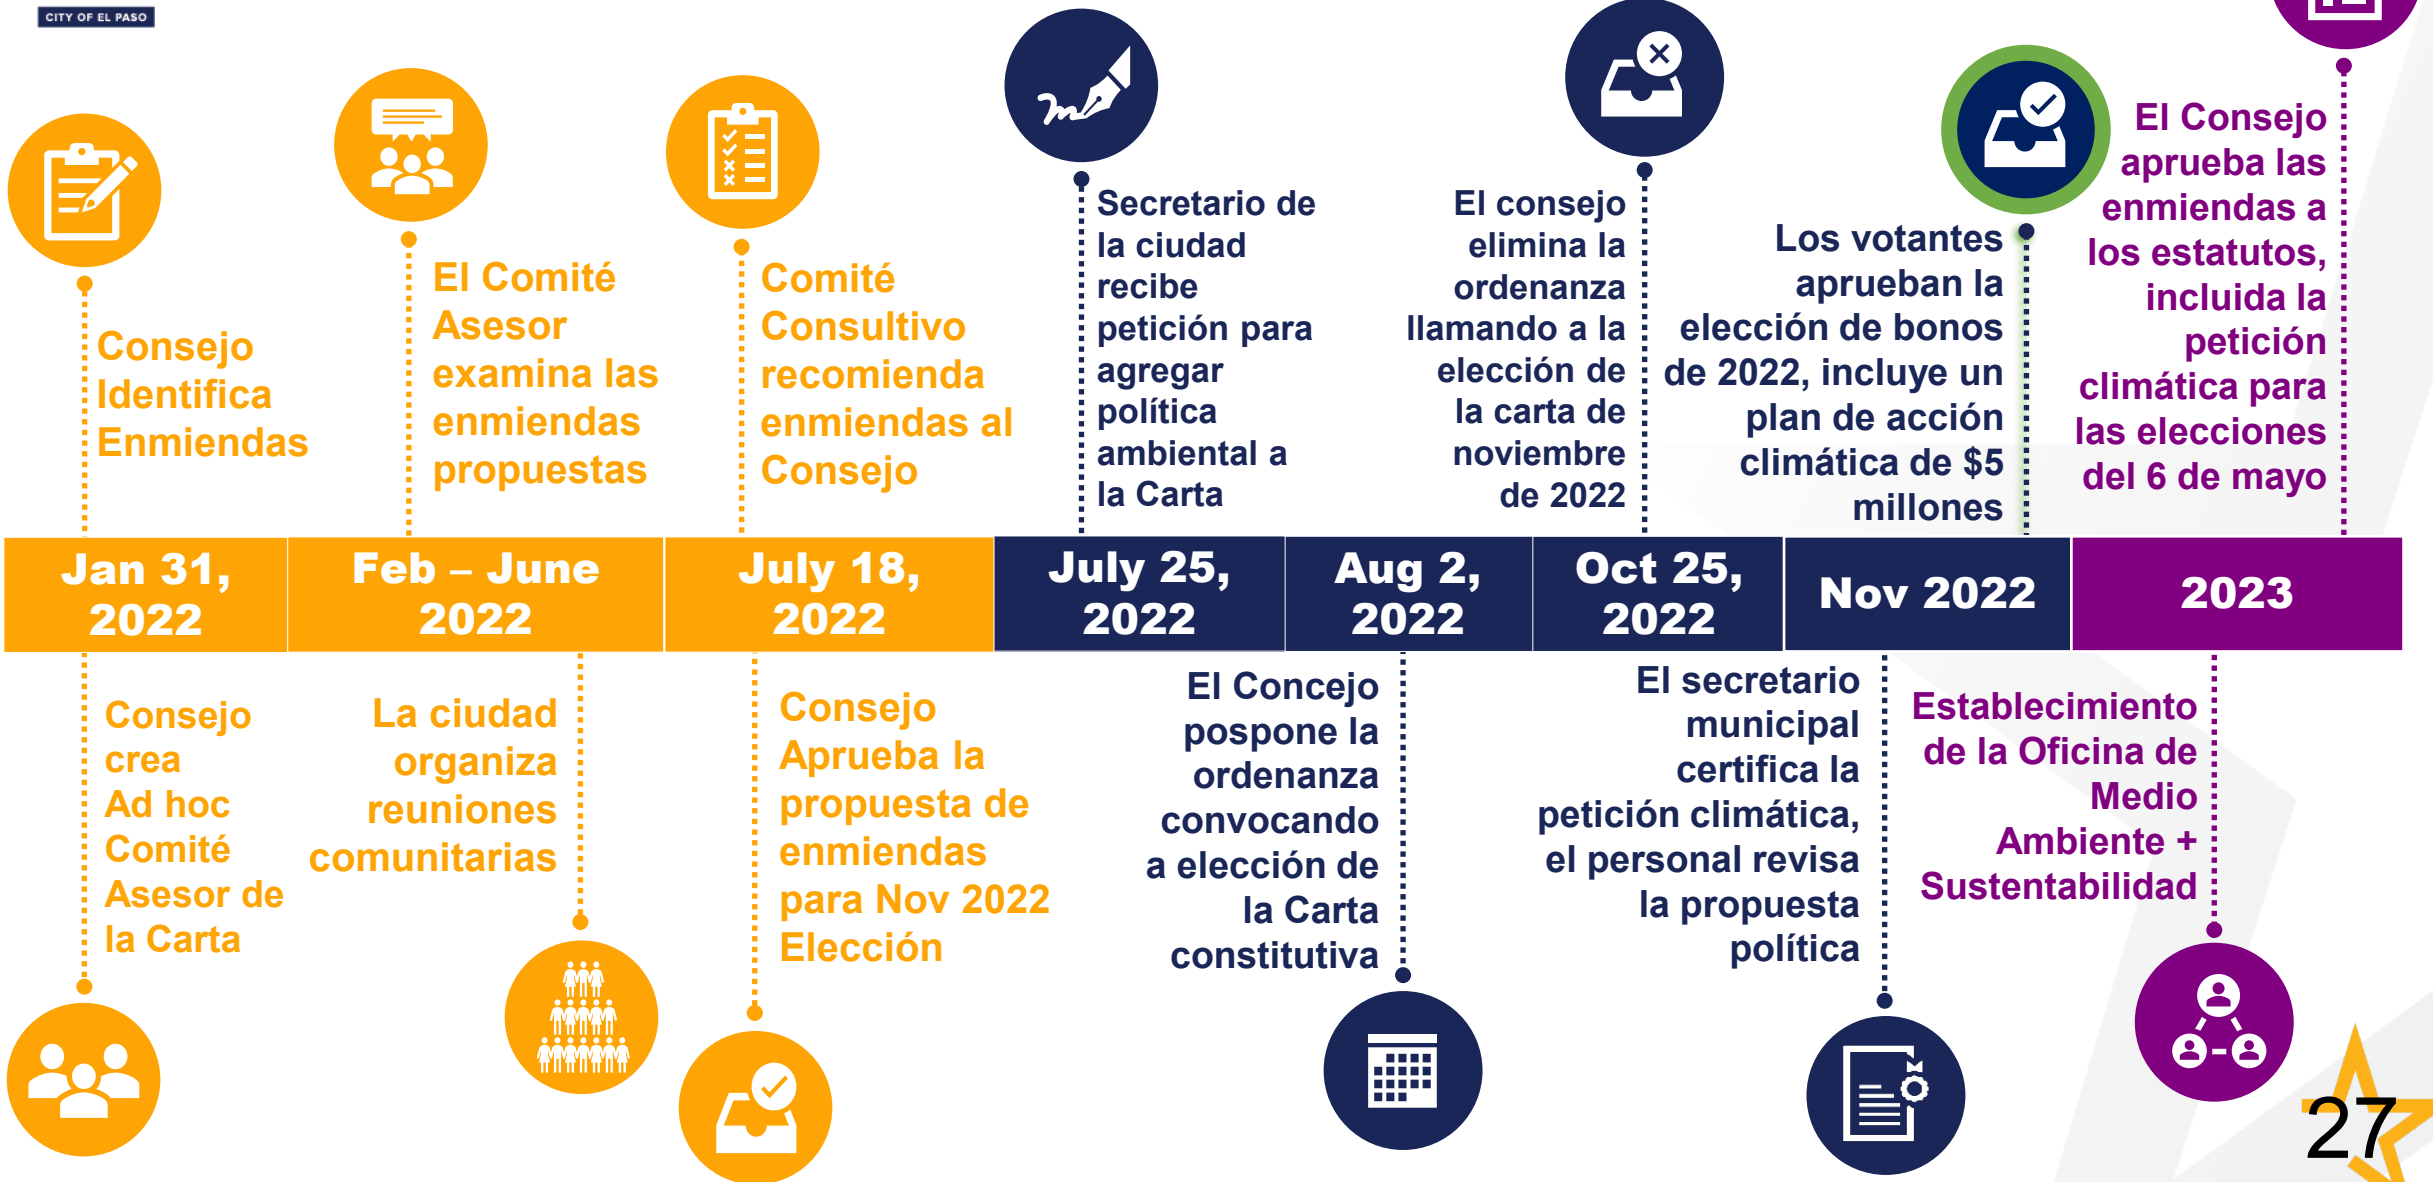 CITY OF EL PASO
Consejo
Identifica
Enmiendas
El Comité
Asesor
examina las
enmiendas
propuestas
Comité
Consultivo
recomienda
enmiendas al
Consejo
Secretario de
la ciudad
recibe
petición para
agregar
política
ambiental a
la Carta
El consejo
elimina la
ordenanza
llamando a la
elección de
la carta de
noviembre
de 2022
Los votantes
aprueban la
elección de bonos
de 2022, incluye un
plan de acción
climática de $5
millones
El Consejo
aprueba las
enmiendas a
los estatutos,
incluida la
petición
climática para
las elecciones
del 6 de mayo
Jan 31,
2022
Feb – June
2022
July 18,
2022
July 25,
2022
Aug 2,
2022
Oct 25,
2022
Nov 2022
2023
Consejo
crea
Ad hoc
Comité
Asesor de
la Carta
La ciudad
organiza
reuniones
comunitarias
Consejo
Aprueba la
propuesta de
enmiendas
para Nov 2022
Elección
El Concejo
pospone la
ordenanza
convocando
a elección de
la Carta
constitutiva
El secretario
municipal
certifica la
petición climática,
el personal revisa
la propuesta
política
Establecimiento
de la Oficina de
Medio
Ambiente +
Sustentabilidad
27